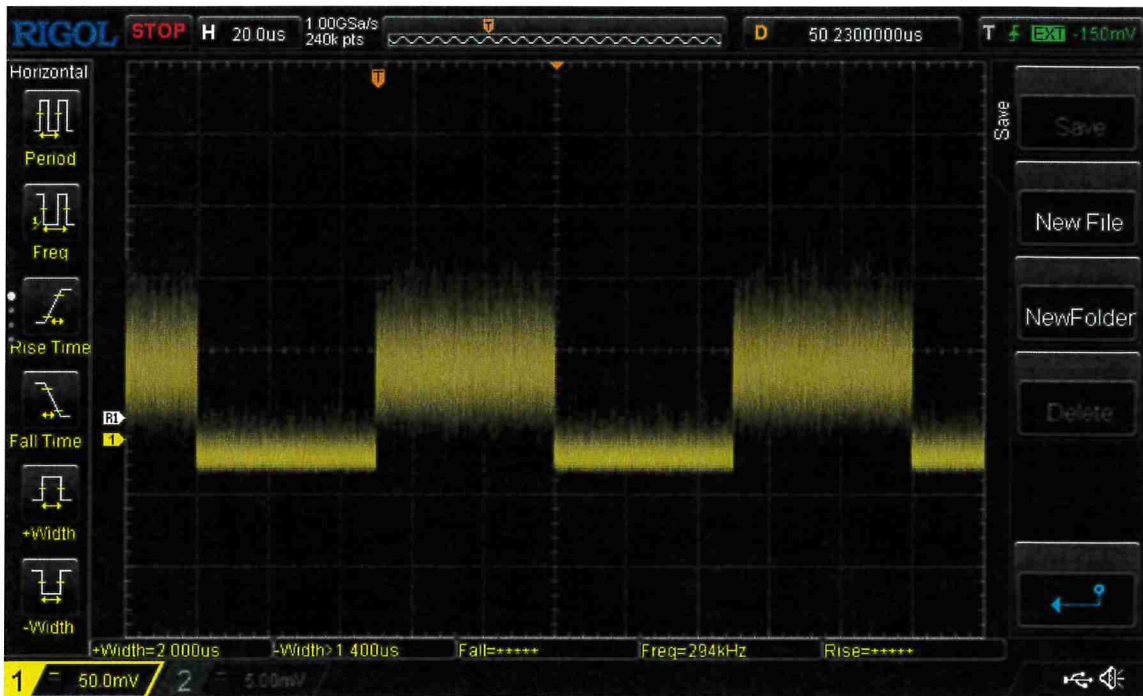 RIGOL STOP H 20.0us 1.00GSa/s D 50.2300000us T EXT -150mV
240k pts
Horizontal
Period
Freq
Rise Time
Fall Time
+Width
-Width
T
R1
1
Save
Save
New File
NewFolder
Delete
+Width=2.000us -Width>1.400us Fall=***** Freq=294kHz Rise=*****
1 50.0mV 2 5.00mV